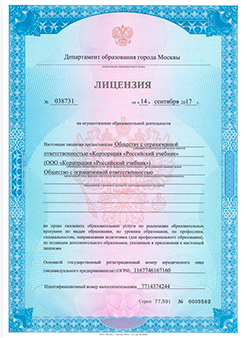 Департамент образования города Москвы
ЛИЦЕНЗИЯ
№ 038731 от « 14 » сентября 20 17 г.
на осуществление образовательной деятельности
Настоящая лицензия предоставлена Обществу с ограниченной
ответственностью «Корпорация «Российский учебник»
(ООО «Корпорация «Российский учебник»)
Общество с ограниченной ответственностью
на право оказывать образовательные услуги по реализации образовательных
программ по видам образования, по уровням образования, по профессиям,
специальностям, направлениям подготовки (для профессионального образования),
по подвидам дополнительного образования, указанным в приложении к настоящей
лицензии
Основной государственный регистрационный номер юридического лица
(индивидуального предпринимателя) (ОГРН) 1167746167160
Идентификационный номер налогоплательщика 7714374244
Серия 77Л01 № 0009563